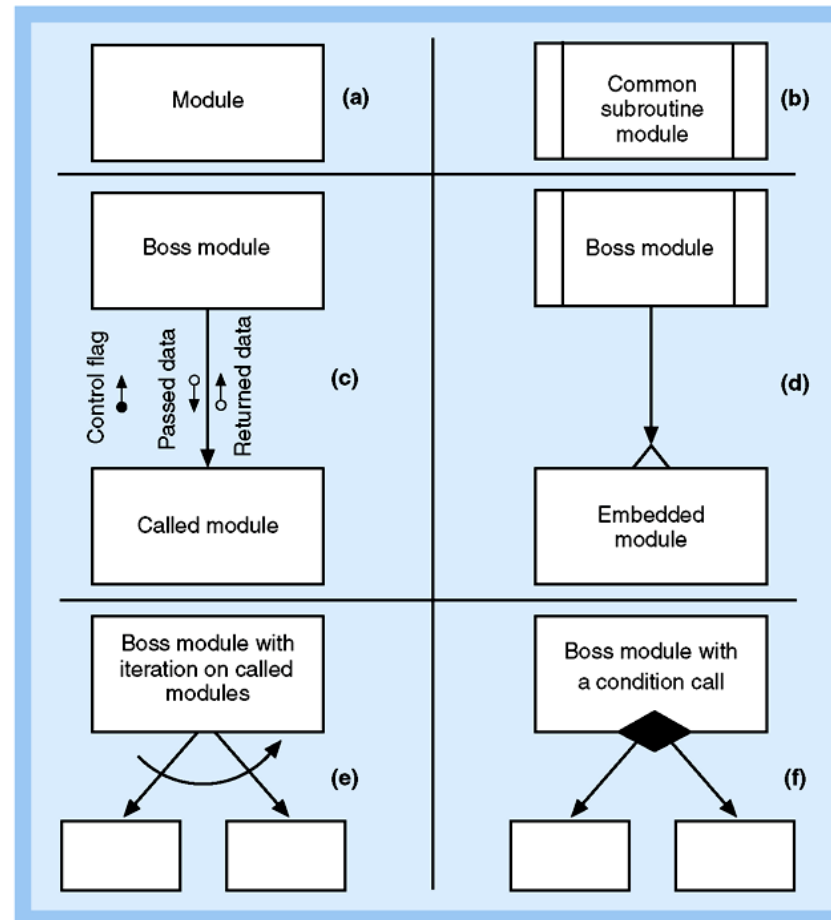 Module
(a)
Common
subroutine
module
(b)
Boss module
Control flag
Passed data
Returned data
(c)
Called module
Boss module
(d)
Embedded
module
Boss module with
iteration on called
modules
(e)
Boss module with
a condition call
(f)